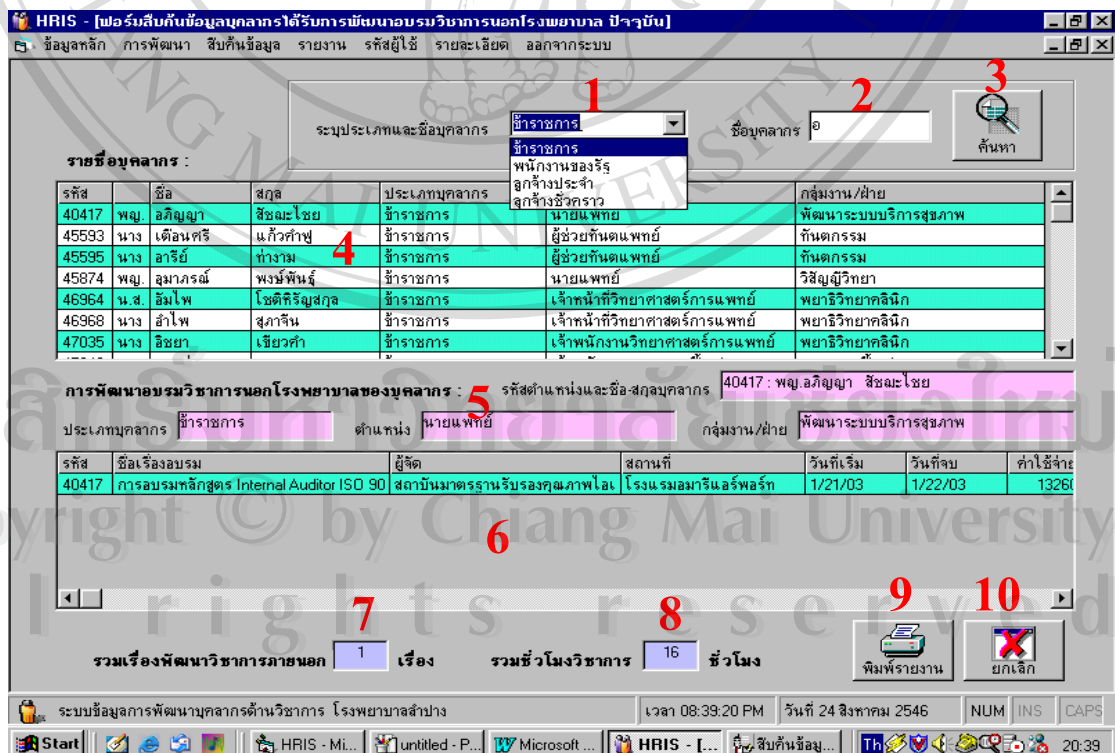 HRIS - [ฟอร์มสืบค้นข้อมูลบุคลากรได้รับการพัฒนาอบรมวิชาการนอกโรงพยาบาล ปัจจุบัน]
ข้อมูลหลัก การพัฒนา สืบค้นข้อมูล รายงาน รหัสผู้ใช้ รายละเอียด ออกจากระบบ
1 2 3
ระบุประเภทและชื่อบุคลากร ข้าราชการ ชื่อบุคลากร อ ค้นหา
ข้าราชการ
พนักงานของรัฐ
ลูกจ้างประจำ
ลูกจ้างชั่วคราว
รายชื่อบุคลากร :
รหัส ชื่อ สกุล ประเภทบุคลากร กลุ่มงาน/ฝ่าย
40417 พญ. อภิญญา สัชฌะไชย ข้าราชการ นายแพทย์ พัฒนาระบบบริการสุขภาพ
45593 นาง เตือนศรี แก้วคำฟู ข้าราชการ ผู้ช่วยทันตแพทย์ ทันตกรรม
45595 นาง อารีย์ ท่างาม ข้าราชการ ผู้ช่วยทันตแพทย์ ทันตกรรม
4
45874 พญ. อุมาภรณ์ พงษ์พันธุ์ ข้าราชการ นายแพทย์ วิสัญญีวิทยา
46964 น.ส. อัมไพ โชติหิรัญสกุล ข้าราชการ เจ้าหน้าที่วิทยาศาสตร์การแพทย์ พยาธิวิทยาคลินิก
46968 นาง อำไพ สุภาจีน ข้าราชการ เจ้าหน้าที่วิทยาศาสตร์การแพทย์ พยาธิวิทยาคลินิก
47035 นาง อิชยา เขียวคำ ข้าราชการ เจ้าพนักงานวิทยาศาสตร์การแพทย์ พยาธิวิทยาคลินิก
การพัฒนาอบรมวิชาการนอกโรงพยาบาลของบุคลากร : 5 รหัสตำแหน่งและชื่อ-สกุลบุคลากร 40417 : พญ.อภิญญา สัชฌะไชย
ประเภทบุคลากร ข้าราชการ ตำแหน่ง นายแพทย์ กลุ่มงาน/ฝ่าย พัฒนาระบบบริการสุขภาพ
รหัส ชื่อเรื่องอบรม ผู้จัด สถานที่ วันที่เริ่ม วันที่จบ ค่าใช้จ่าย
40417 การอบรมหลักสูตร Internal Auditor ISO 90 สถาบันมาตรฐานรับรองคุณภาพไอเ โรงแรมอมารีแอร์พอร์ท 1/21/03 1/22/03 13260
6
ลิขสิทธิ์มหาวิทยาลัยเชียงใหม่
Copyright © by Chiang Mai University
All rights reserved
7 8 9 10
รวมเรื่องพัฒนาวิชาการภายนอก 1 เรื่อง รวมชั่วโมงวิชาการ 16 ชั่วโมง พิมพ์รายงาน ยกเลิก
ระบบข้อมูลการพัฒนาบุคลากรด้านวิชาการ โรงพยาบาลลำปาง เวลา 08:39:20 PM วันที่ 24 สิงหาคม 2546 NUM INS CAPS
Start HRIS - Mi... untitled - P... Microsoft ... HRIS - [... สืบค้นข้อมู... Th 20:39